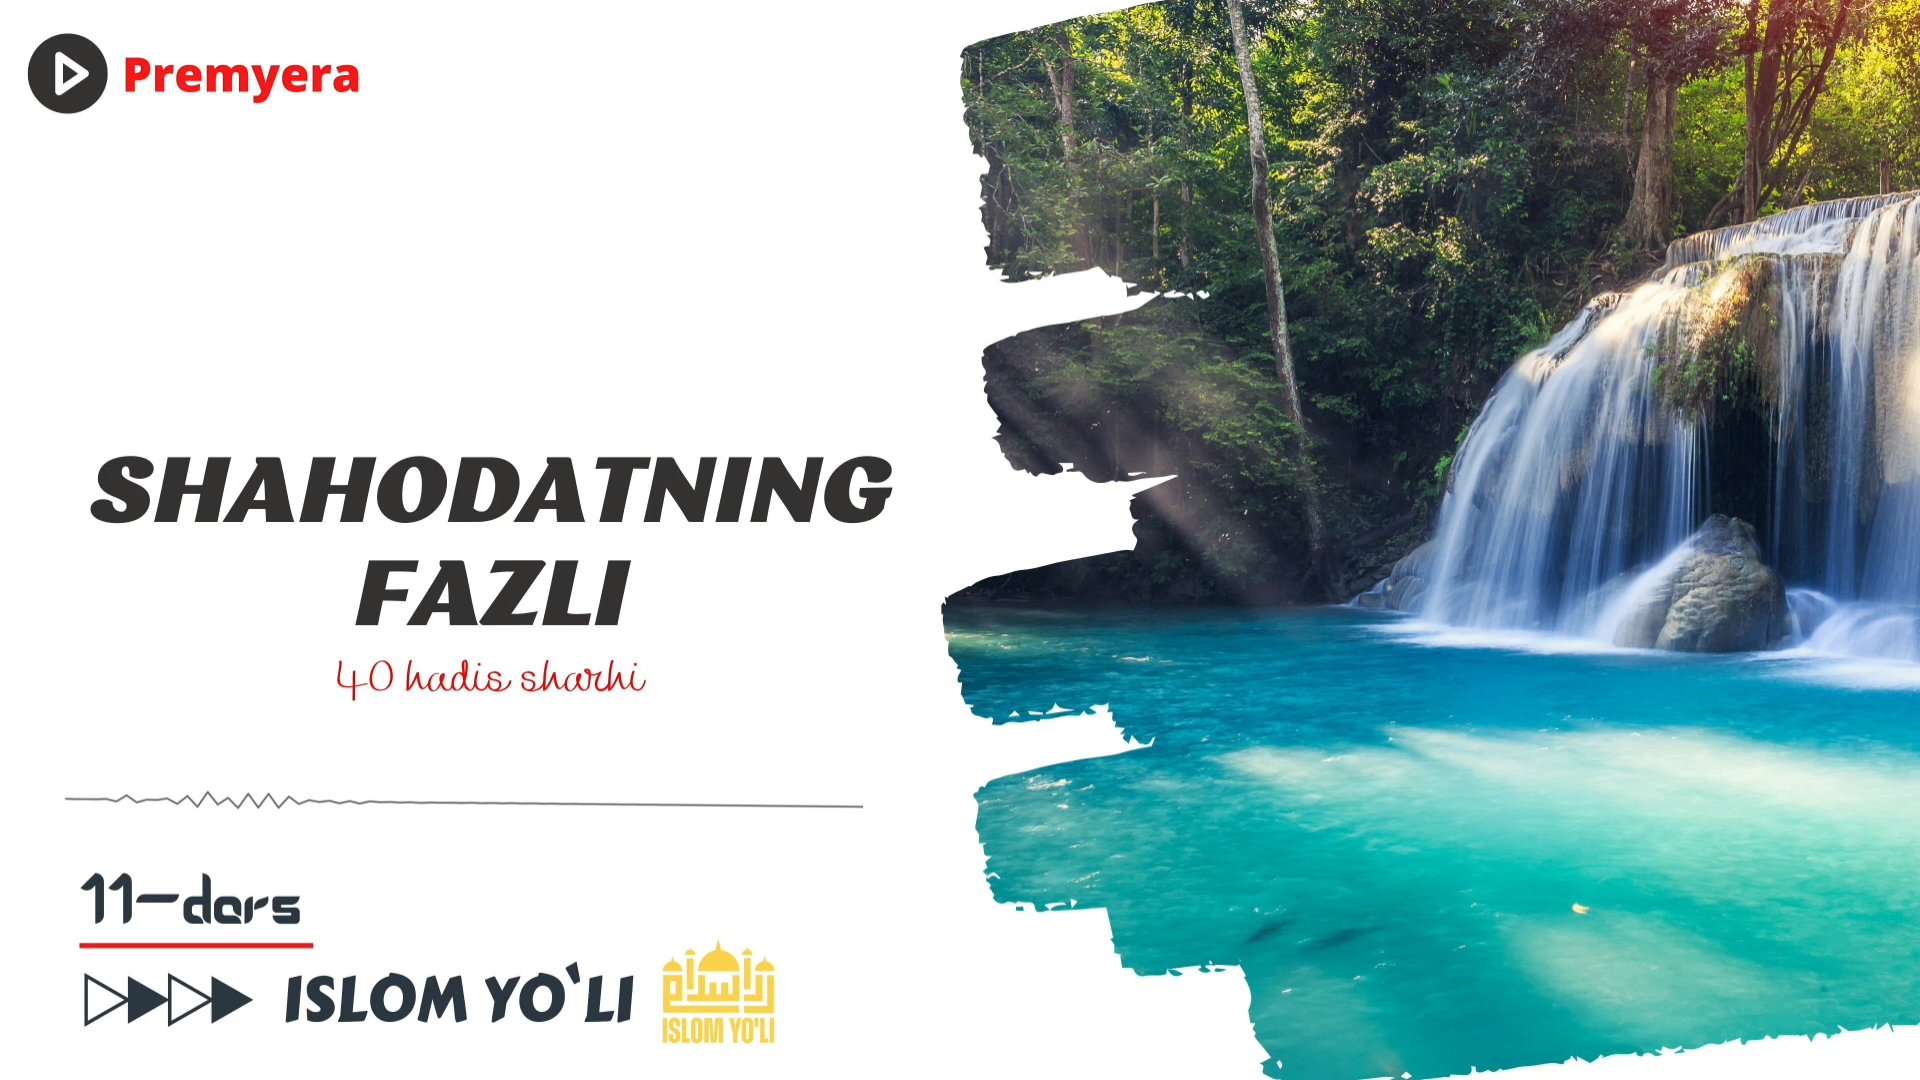 Premyera
SHAHODATNING
FAZLI
40 hadis sharhi
11-dars
ISLOM YO'LI
ISLOM YO'LI